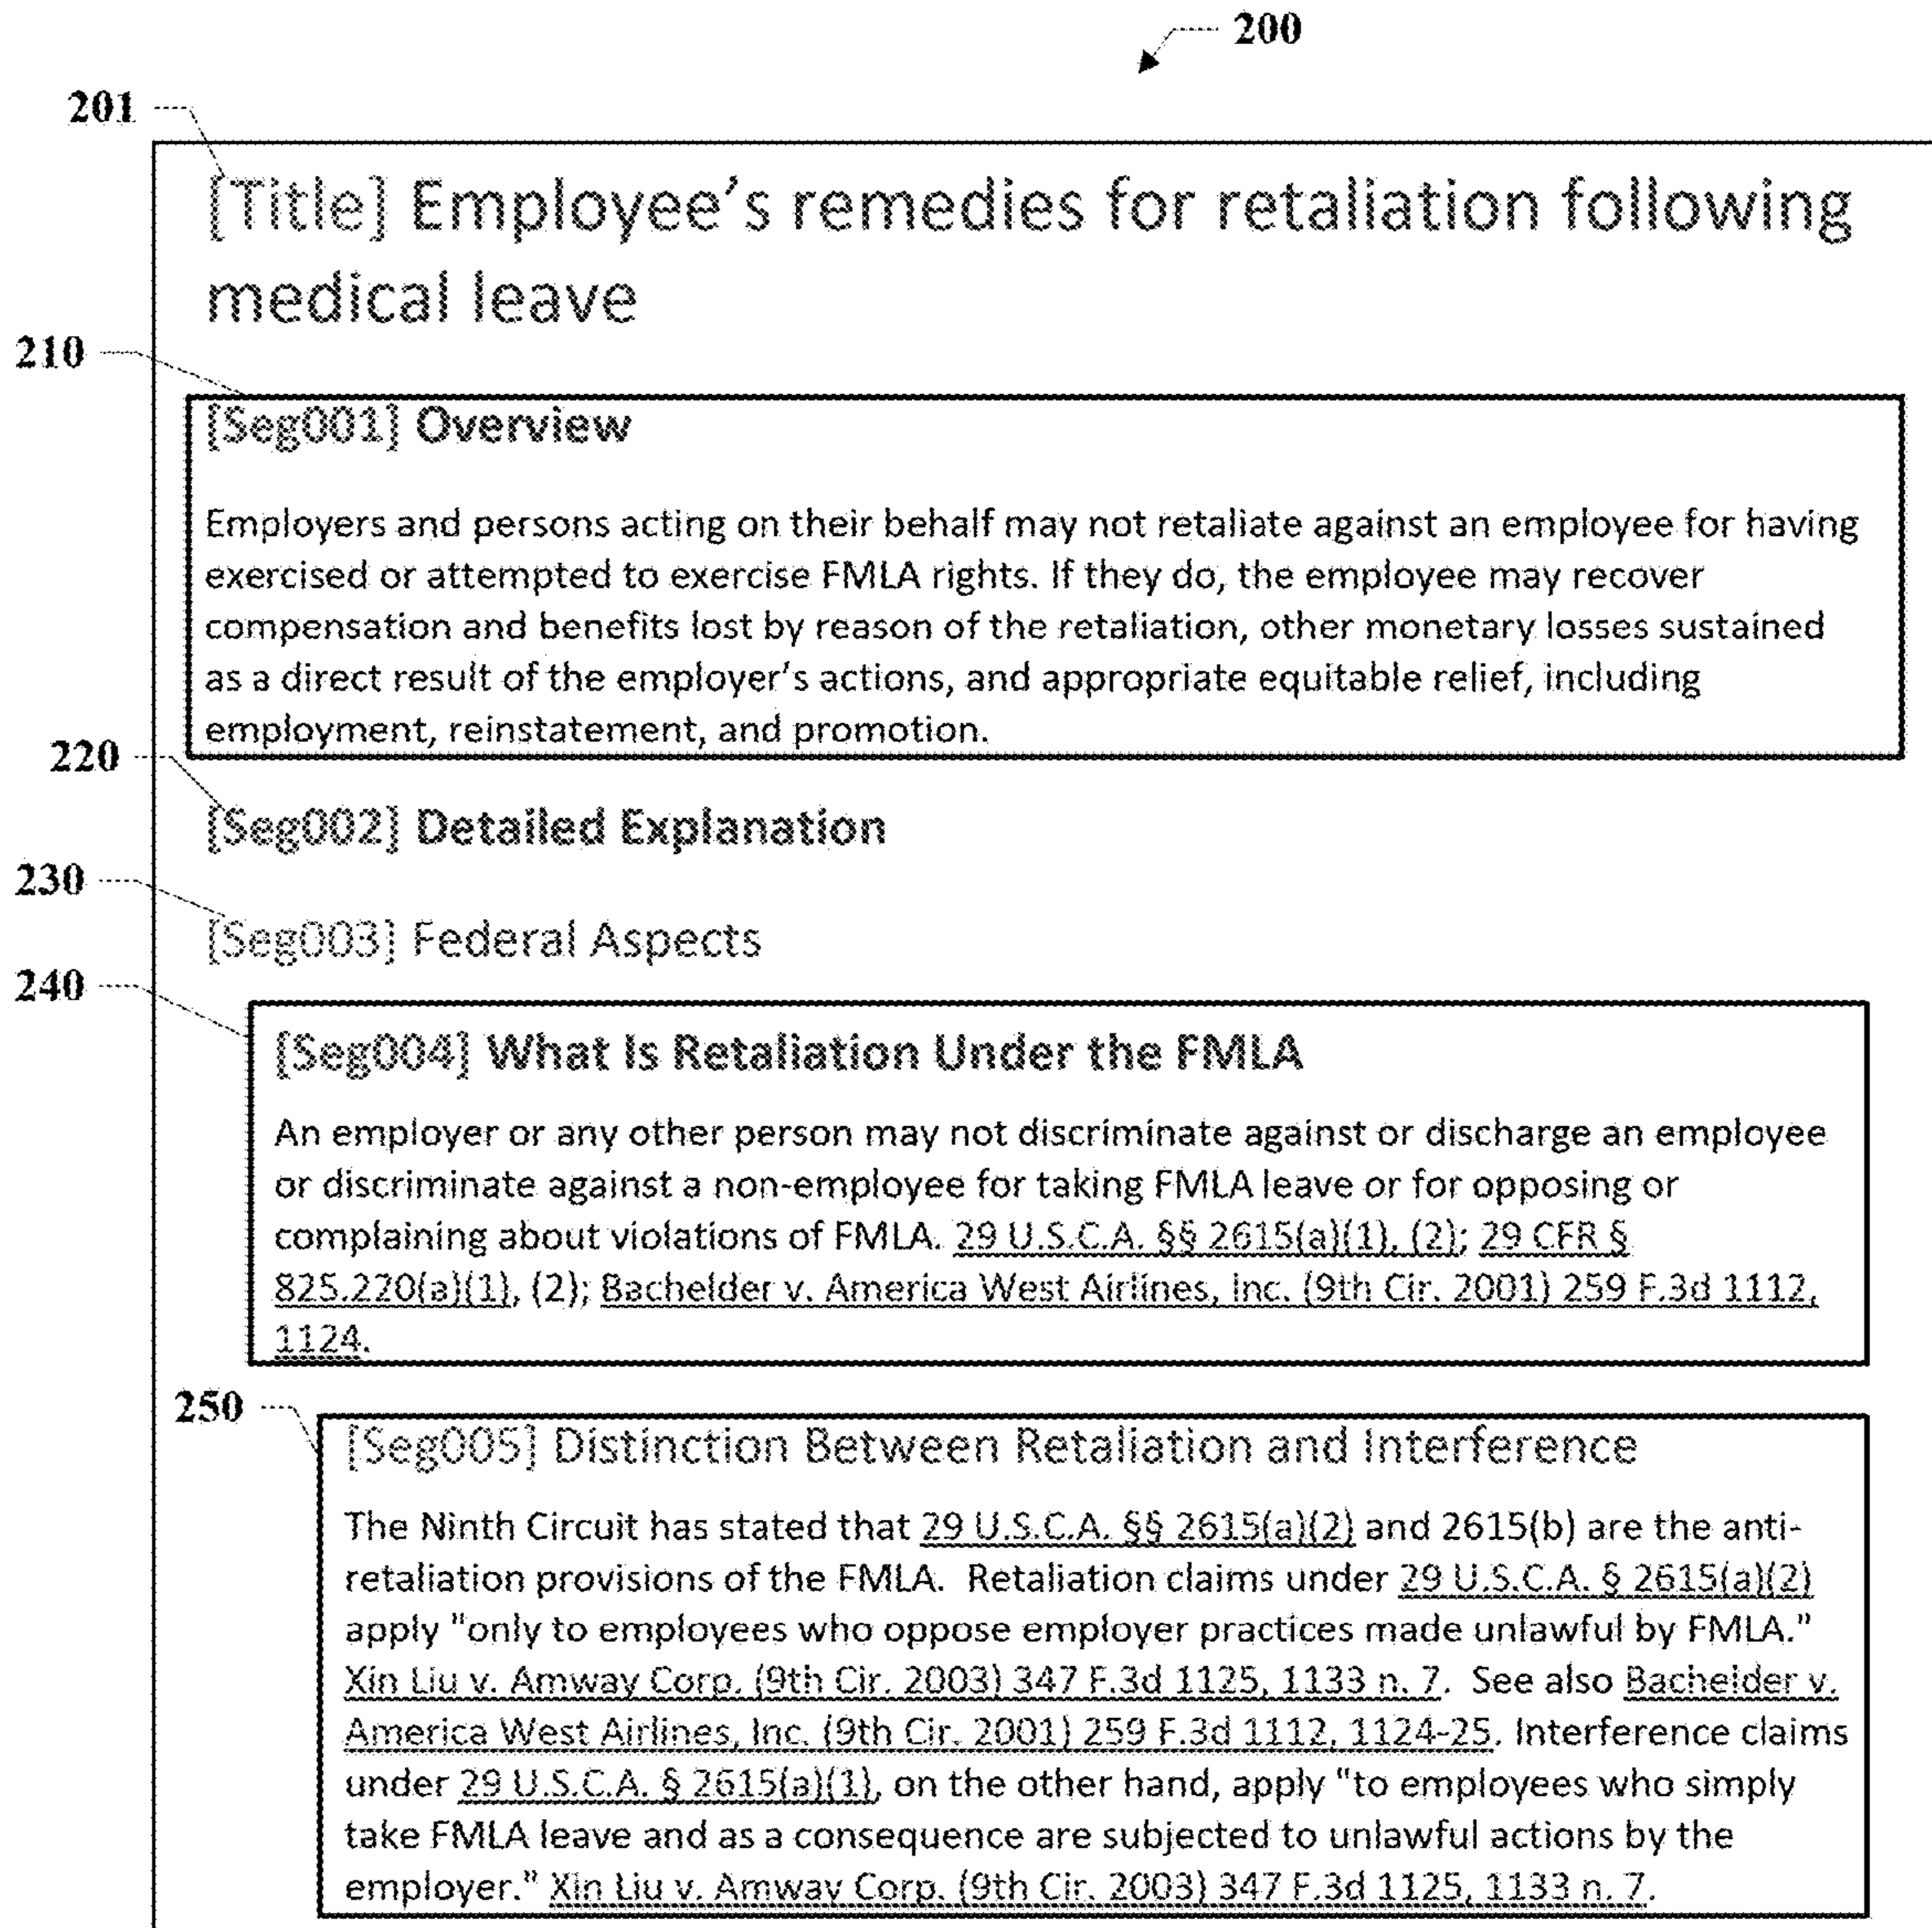 200
201
[Title] Employee's remedies for retaliation following
medical leave
210
[Seg001] Overview
Employers and persons acting on their behalf may not retaliate against an employee for having
exercised or attempted to exercise FMLA rights. If they do, the employee may recover
compensation and benefits lost by reason of the retaliation, other monetary losses sustained
as a direct result of the employer's actions, and appropriate equitable relief, including
employment, reinstatement, and promotion.
220
[Seg002] Detailed Explanation
230
[Seg003] Federal Aspects
240
[Seg004] What Is Retaliation Under the FMLA
An employer or any other person may not discriminate against or discharge an employee
or discriminate against a non-employee for taking FMLA leave or for opposing or
complaining about violations of FMLA. 29 U.S.C.A. §§ 2615(a)(1), (2); 29 CFR §
825.220(a)(1), (2); Bachelder v. America West Airlines, Inc. (9th Cir. 2001) 259 F.3d 1112,
1124.
250
[Seg005] Distinction Between Retaliation and Interference
The Ninth Circuit has stated that 29 U.S.C.A. §§ 2615(a)(2) and 2615(b) are the anti-
retaliation provisions of the FMLA. Retaliation claims under 29 U.S.C.A. § 2615(a)(2)
apply "only to employees who oppose employer practices made unlawful by FMLA."
Xin Liu v. Amway Corp. (9th Cir. 2003) 347 F.3d 1125, 1133 n. 7. See also Bachelder v.
America West Airlines, Inc. (9th Cir. 2001) 259 F.3d 1112, 1124-25. Interference claims
under 29 U.S.C.A. § 2615(a)(1), on the other hand, apply "to employees who simply
take FMLA leave and as a consequence are subjected to unlawful actions by the
employer." Xin Liu v. Amway Corp. (9th Cir. 2003) 347 F.3d 1125, 1133 n. 7.